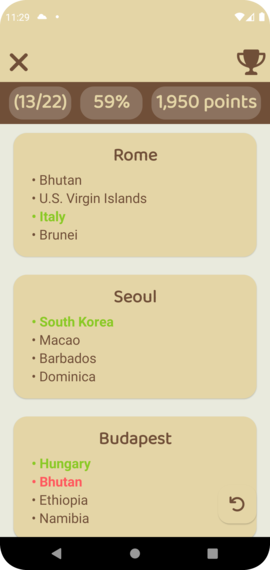 11:29
(13/22) 59% 1,950 points
Rome
• Bhutan
• U.S. Virgin Islands
• Italy
• Brunei
Seoul
• South Korea
• Macao
• Barbados
• Dominica
Budapest
• Hungary
• Bhutan
• Ethiopia
• Namibia